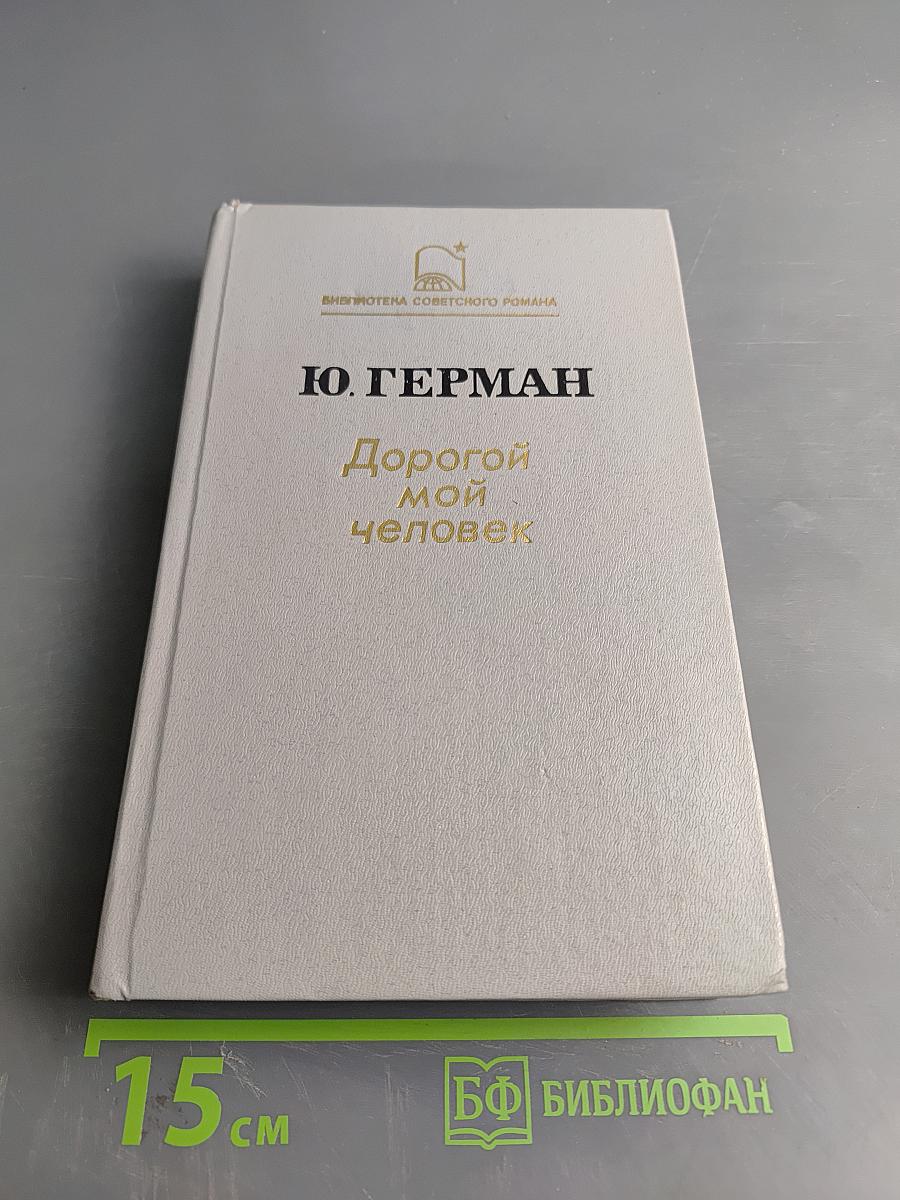 БИБЛИОТЕКА СОВЕТСКОГО РОМАНА
Ю. ГЕРМАН
Дорогой
мой
человек
15 см
БФ БИБЛИОФАН